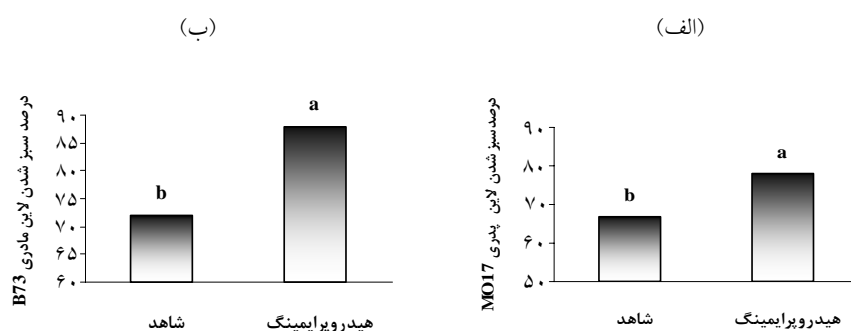 (الف)
درصد سبز شدن لاین پدری MO17
۹۰
۸۰
۷۰
۶۰
۵۰
a
b
شاهد
هیدروپرایمینگ
(ب)
درصد سبز شدن لاین مادری B73
۹۰
۸۵
۸۰
۷۵
۷۰
۶۵
۶۰
a
b
شاهد
هیدروپرایمینگ